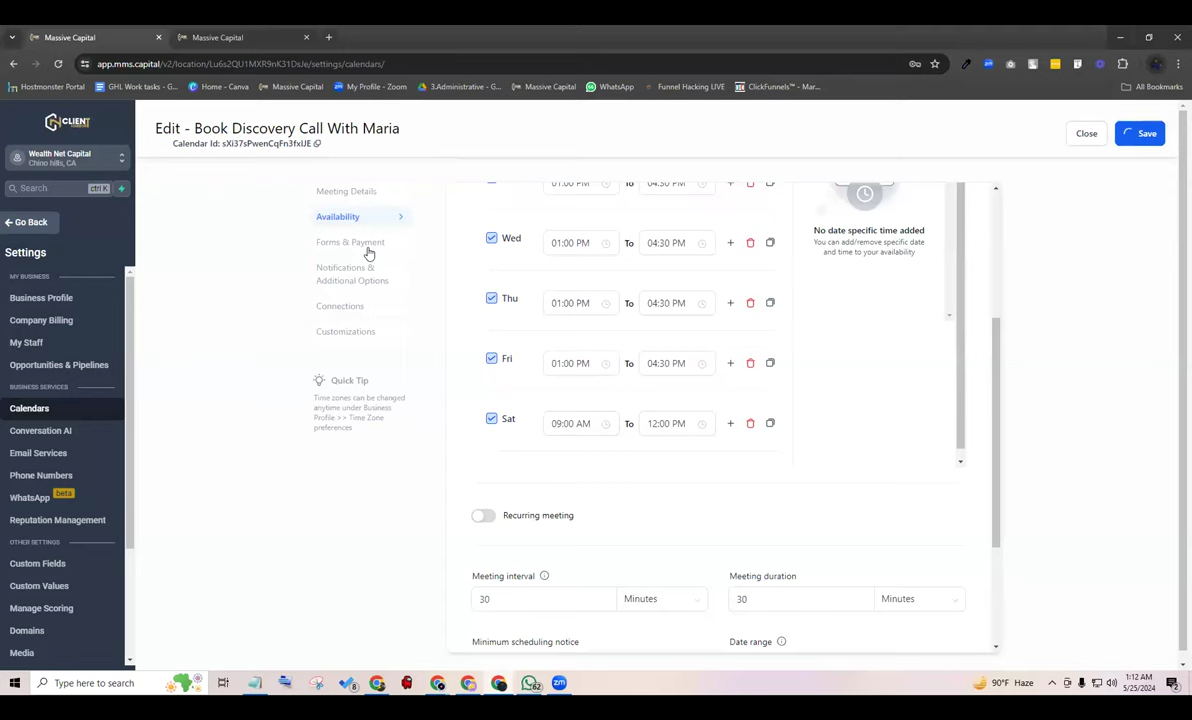 Massive Capital
Massive Capital
app.mms.capital/v2/location/Lu6s2QU1MXR9nK31DsJe/settings/calendars/
Hostmonster Portal
GHL Work tasks - G...
Home - Canva
Massive Capital
My Profile - Zoom
3.Administrative - G...
Massive Capital
WhatsApp
Funnel Hacking LIVE
ClickFunnels™ - Mar...
All Bookmarks
CLIENT
Edit - Book Discovery Call With Maria
Calendar Id: sXi37sPwenCqFn3fxIJE
Close
Save
Wealth Net Capital
Chino hills, CA
Search
ctrl K
Go Back
Settings
MY BUSINESS
Business Profile
Company Billing
My Staff
Opportunities & Pipelines
BUSINESS SERVICES
Calendars
Conversation AI
Email Services
Phone Numbers
WhatsApp beta
Reputation Management
OTHER SETTINGS
Custom Fields
Custom Values
Manage Scoring
Domains
Media
Meeting Details
Availability
Forms & Payment
Notifications &
Additional Options
Connections
Customizations
Quick Tip
Time zones can be changed
anytime under Business
Profile >> Time Zone
preferences
01:00 PM To 04:30 PM
Wed 01:00 PM To 04:30 PM
Thu 01:00 PM To 04:30 PM
Fri 01:00 PM To 04:30 PM
Sat 09:00 AM To 12:00 PM
No date specific time added
You can add/remove specific date
and time to your availability
Recurring meeting
Meeting interval
Meeting duration
30 Minutes
30 Minutes
Minimum scheduling notice
Date range
Type here to search
8
62
90°F Haze
1:12 AM
5/25/2024
2